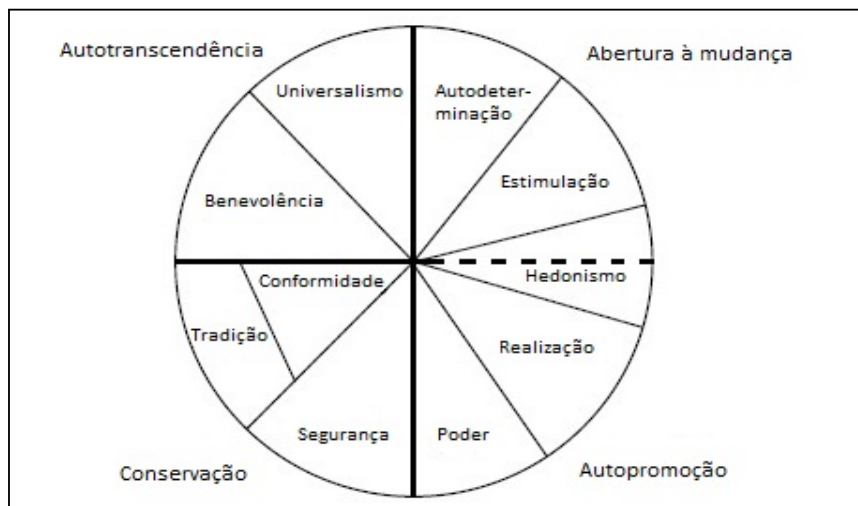 Autotranscendência
Abertura à mudança
Universalismo
Autodeter-
minação
Estimulação
Benevolência
Conformidade
Hedonismo
Tradição
Realização
Segurança
Poder
Conservação
Autopromoção